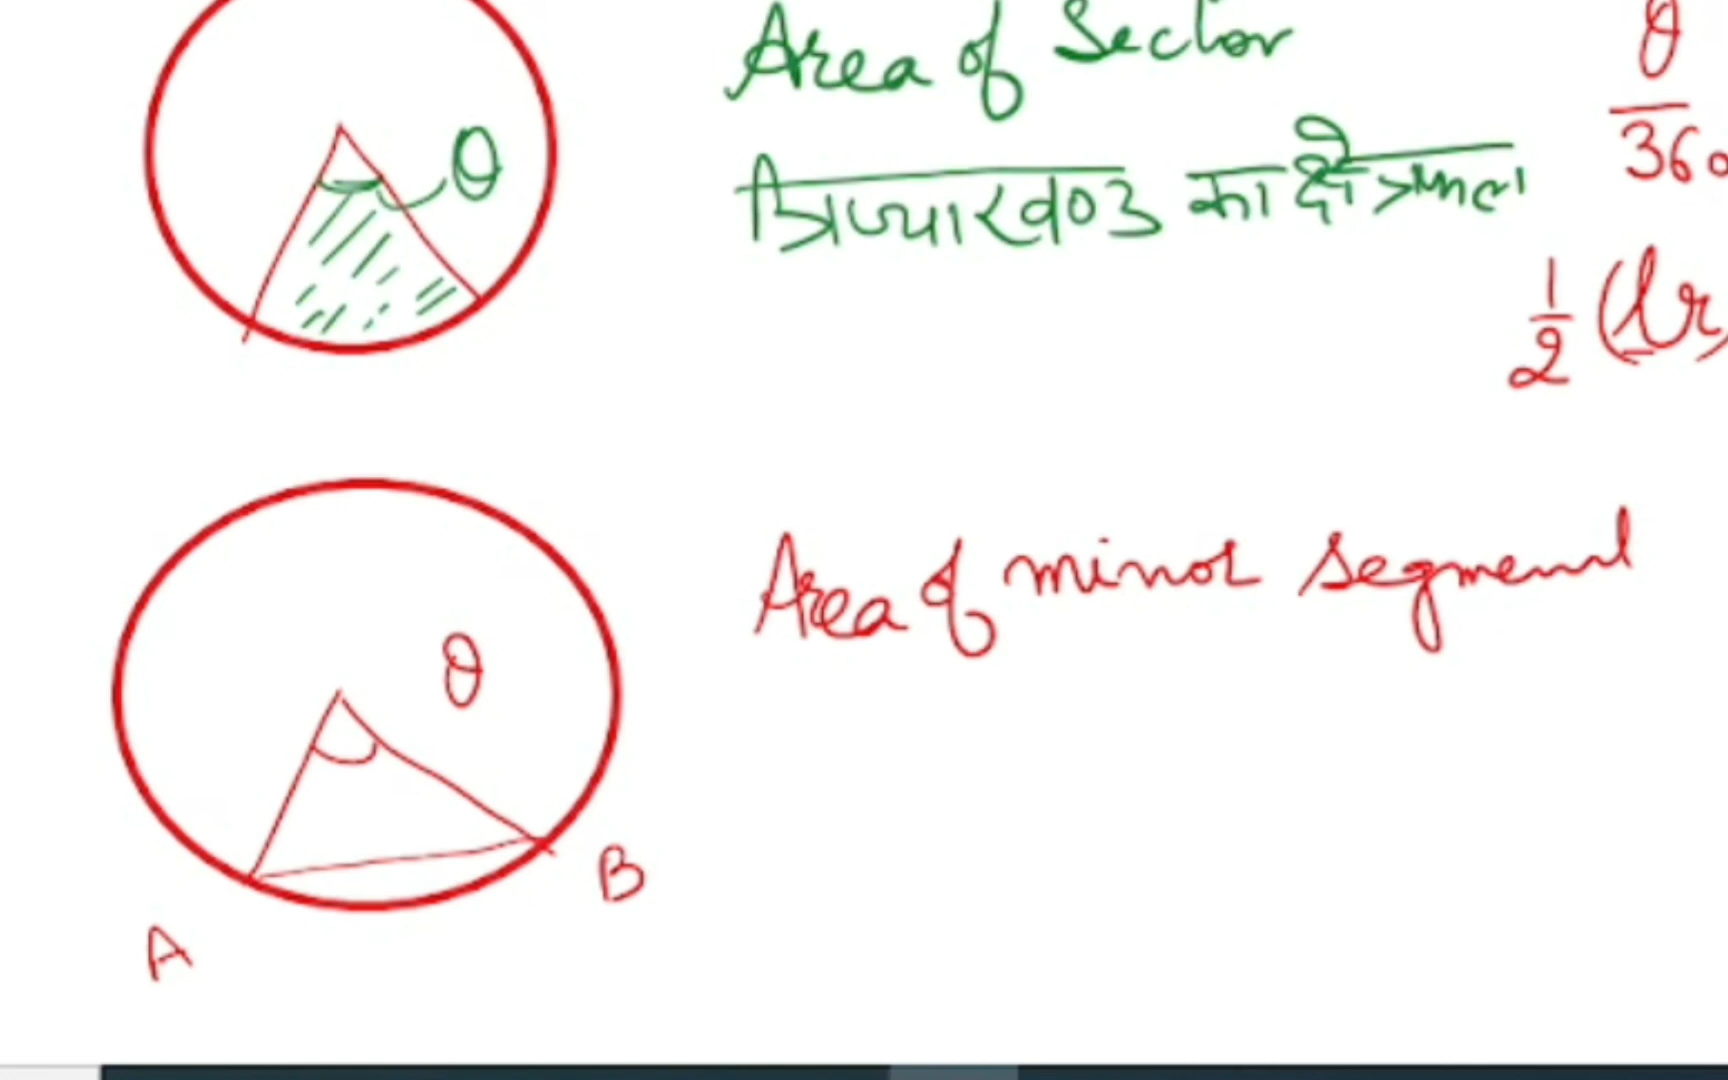 Area of Sector
θ
त्रिज्याखण्ड का क्षेत्रफल
θ/360
1/2 (lr)
Area of minor segment
θ
B
A